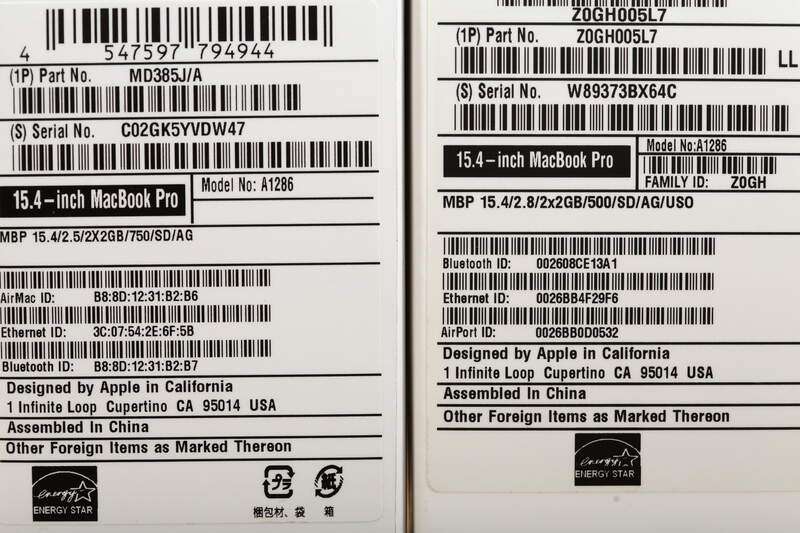 4 547597 794944
(1P) Part No. MD385J/A
(S) Serial No. C02GK5YVDW47
15.4-inch MacBook Pro
Model No: A1286
MBP 15.4/2.5/2X2GB/750/SD/AG
AirMac ID: B8:8D:12:31:B2:B6
Ethernet ID: 3C:07:54:2E:6F:5B
Bluetooth ID: B8:8D:12:31:B2:B7
Designed by Apple in California
1 Infinite Loop Cupertino CA 95014 USA
Assembled In China
Other Foreign Items as Marked Thereon
energy
ENERGY STAR
プラ
紙
梱包材、袋 箱
Z0GH005L7
(1P) Part No. Z0GH005L7
LL
(S) Serial No. W89373BX64C
15.4-inch MacBook Pro
Model No:A1286
FAMILY ID: Z0GH
MBP 15.4/2.8/2x2GB/500/SD/AG/USO
Bluetooth ID: 002608CE13A1
Ethernet ID: 0026BB4F29F6
AirPort ID: 0026BB0D0532
Designed by Apple in California
1 Infinite Loop Cupertino CA 95014 USA
Assembled In China
Other Foreign Items as Marked Thereon
energy
ENERGY STAR